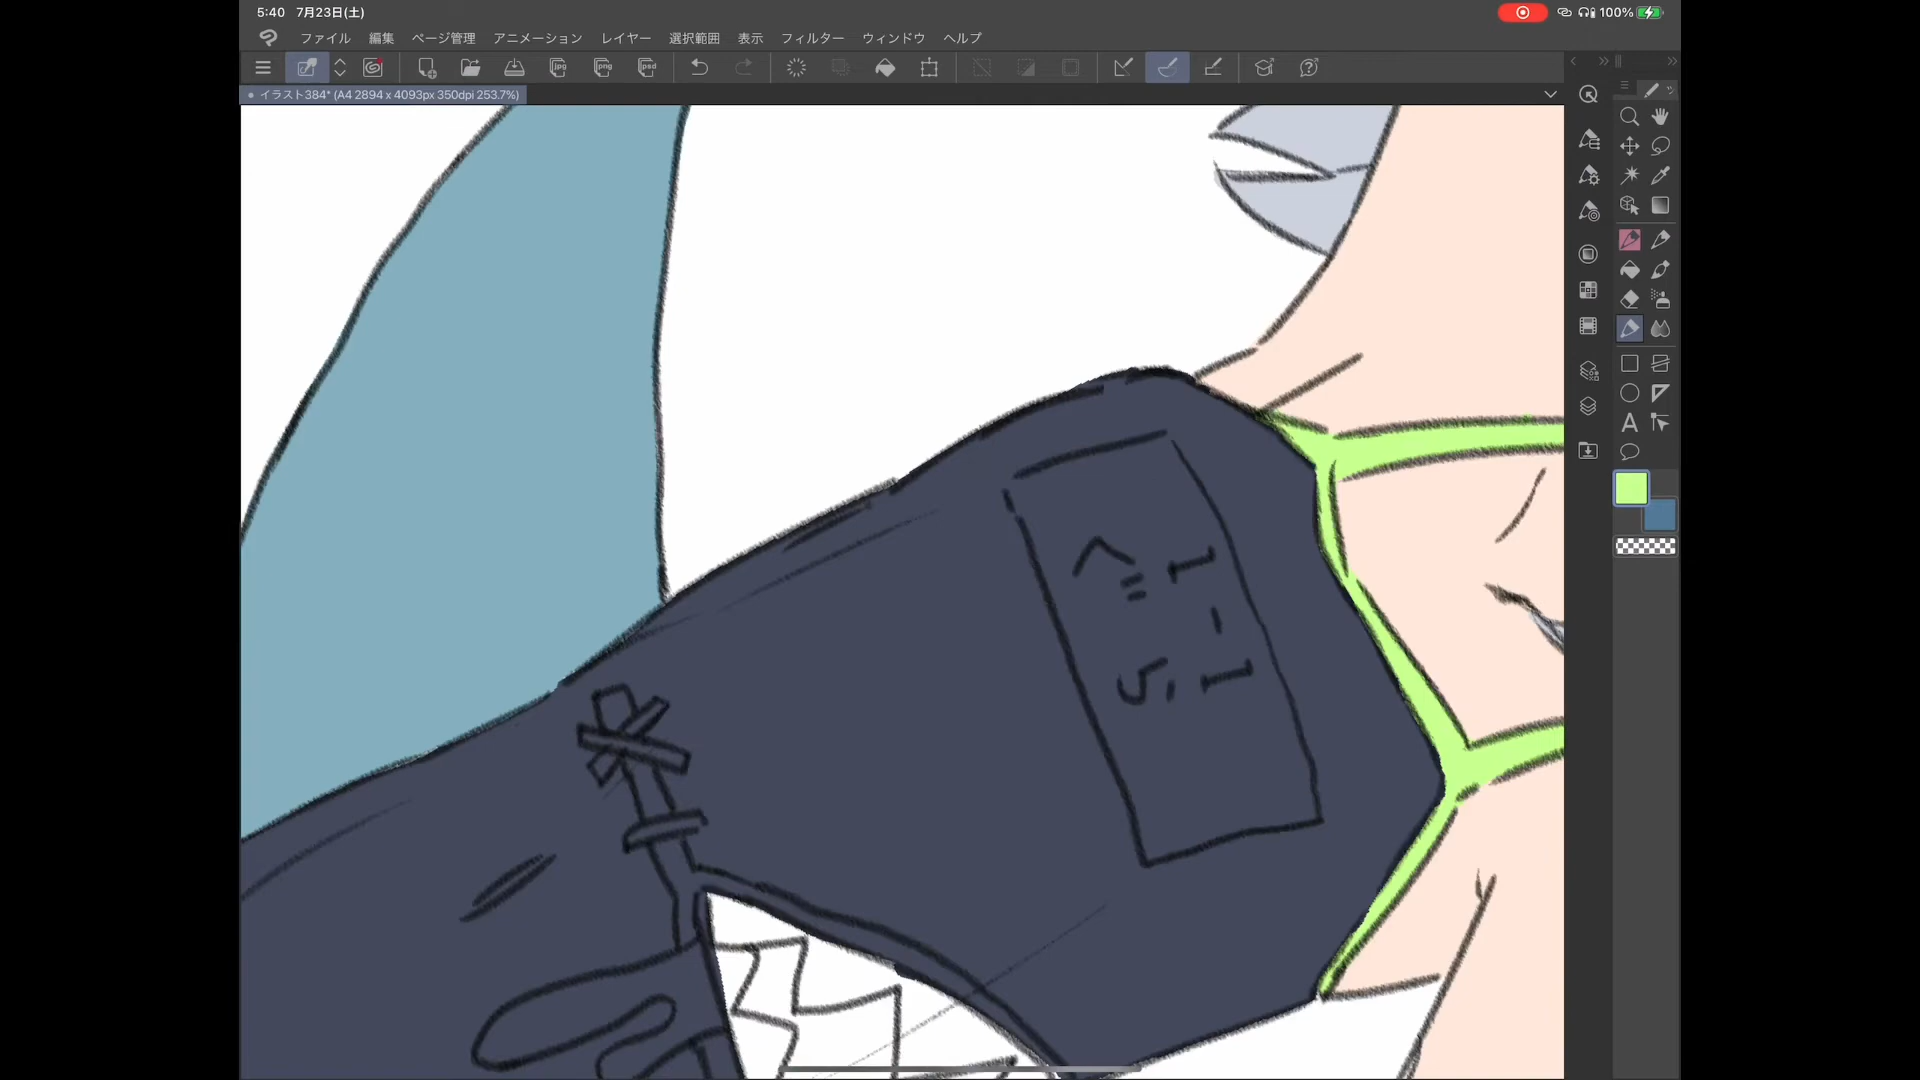 5:40 7月23日(土)
100%
ファイル 編集 ページ管理 アニメーション レイヤー 選択範囲 表示 フィルター ウィンドウ ヘルプ
jpg png psd
イラスト384* (A4 2894 x 4093px 350dpi 253.7%)